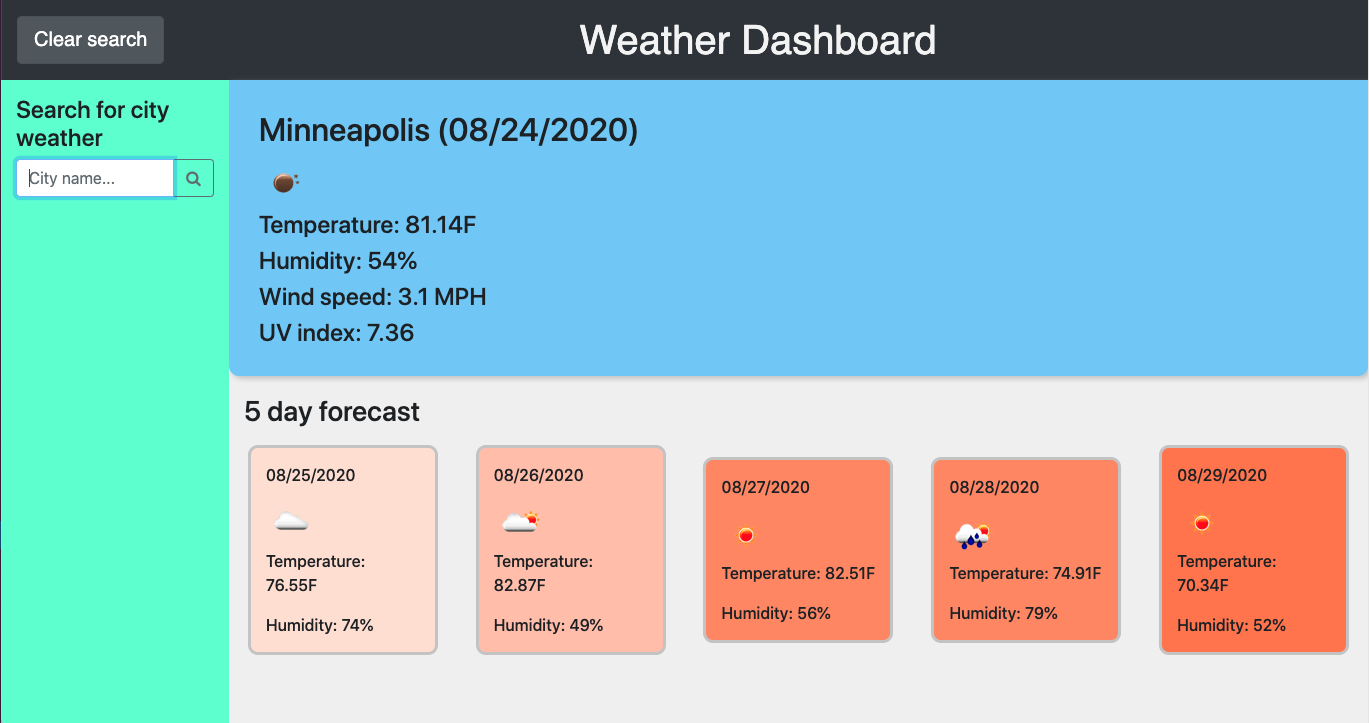 Clear search
Weather Dashboard
Search for city
weather
City name...
Minneapolis (08/24/2020)
Temperature: 81.14F
Humidity: 54%
Wind speed: 3.1 MPH
UV index: 7.36
5 day forecast
08/25/2020
Temperature:
76.55F
Humidity: 74%
08/26/2020
Temperature:
82.87F
Humidity: 49%
08/27/2020
Temperature: 82.51F
Humidity: 56%
08/28/2020
Temperature: 74.91F
Humidity: 79%
08/29/2020
Temperature:
70.34F
Humidity: 52%